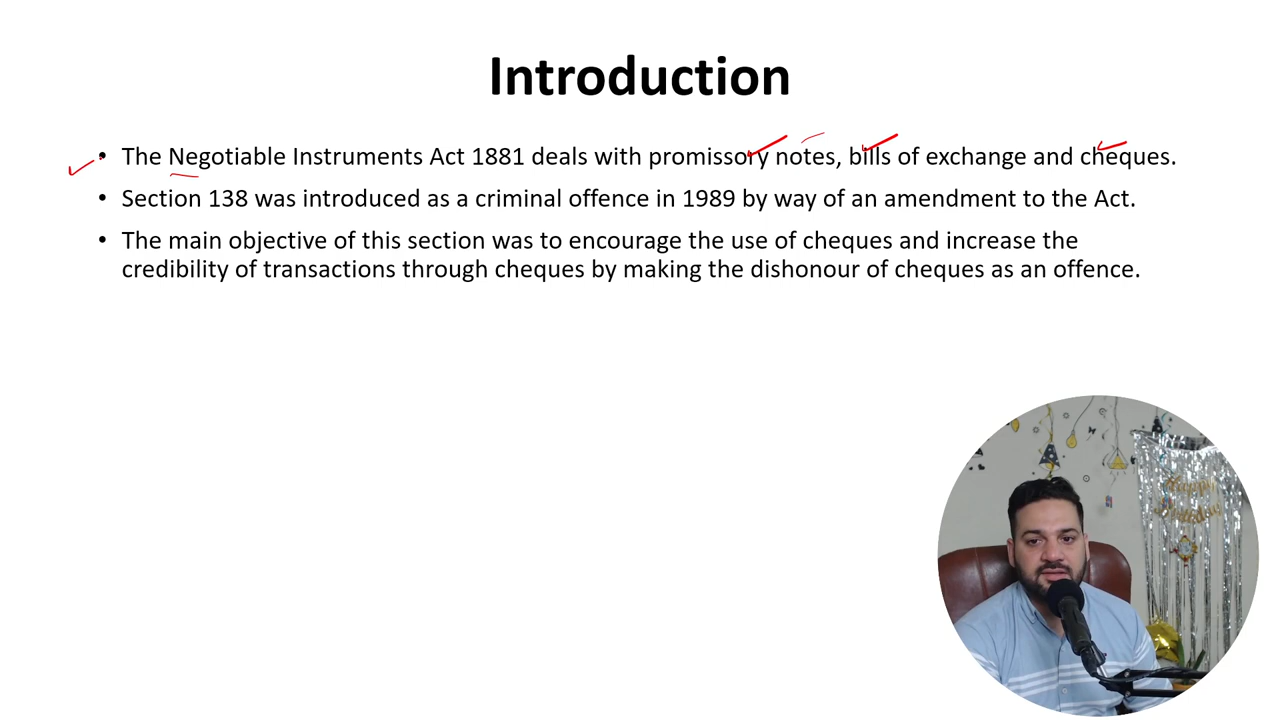 Introduction
• The Negotiable Instruments Act 1881 deals with promissory notes, bills of exchange and cheques.
• Section 138 was introduced as a criminal offence in 1989 by way of an amendment to the Act.
• The main objective of this section was to encourage the use of cheques and increase the
credibility of transactions through cheques by making the dishonour of cheques as an offence.
Happy
Birthday